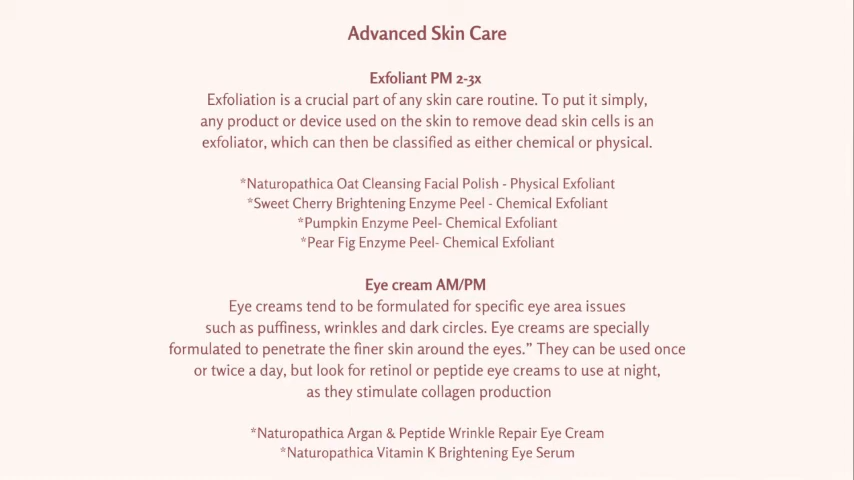 Advanced Skin Care
Exfoliant PM 2-3x
Exfoliation is a crucial part of any skin care routine. To put it simply,
any product or device used on the skin to remove dead skin cells is an
exfoliator, which can then be classified as either chemical or physical.
*Naturopathica Oat Cleansing Facial Polish - Physical Exfoliant
*Sweet Cherry Brightening Enzyme Peel - Chemical Exfoliant
*Pumpkin Enzyme Peel- Chemical Exfoliant
*Pear Fig Enzyme Peel- Chemical Exfoliant
Eye cream AM/PM
Eye creams tend to be formulated for specific eye area issues
such as puffiness, wrinkles and dark circles. Eye creams are specially
formulated to penetrate the finer skin around the eyes.” They can be used once
or twice a day, but look for retinol or peptide eye creams to use at night,
as they stimulate collagen production
*Naturopathica Argan & Peptide Wrinkle Repair Eye Cream
*Naturopathica Vitamin K Brightening Eye Serum